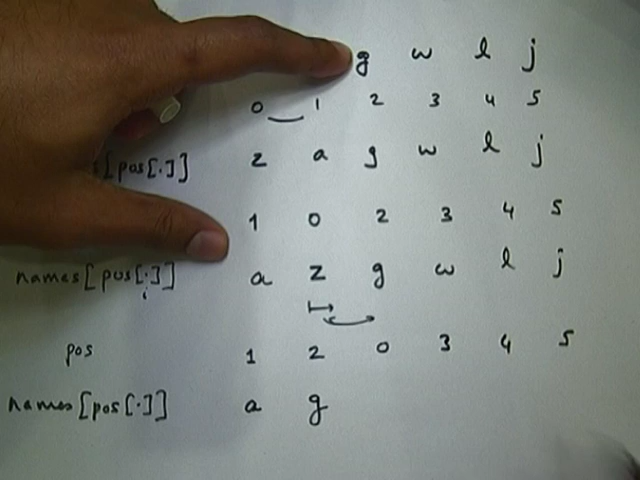 g w l j
0 1 2 3 4 5
[pos[.]] z a g w l j
1 0 2 3 4 5
names[pos[.]] a z g w l j
i
pos 1 2 0 3 4 5
names[pos[.]] a g